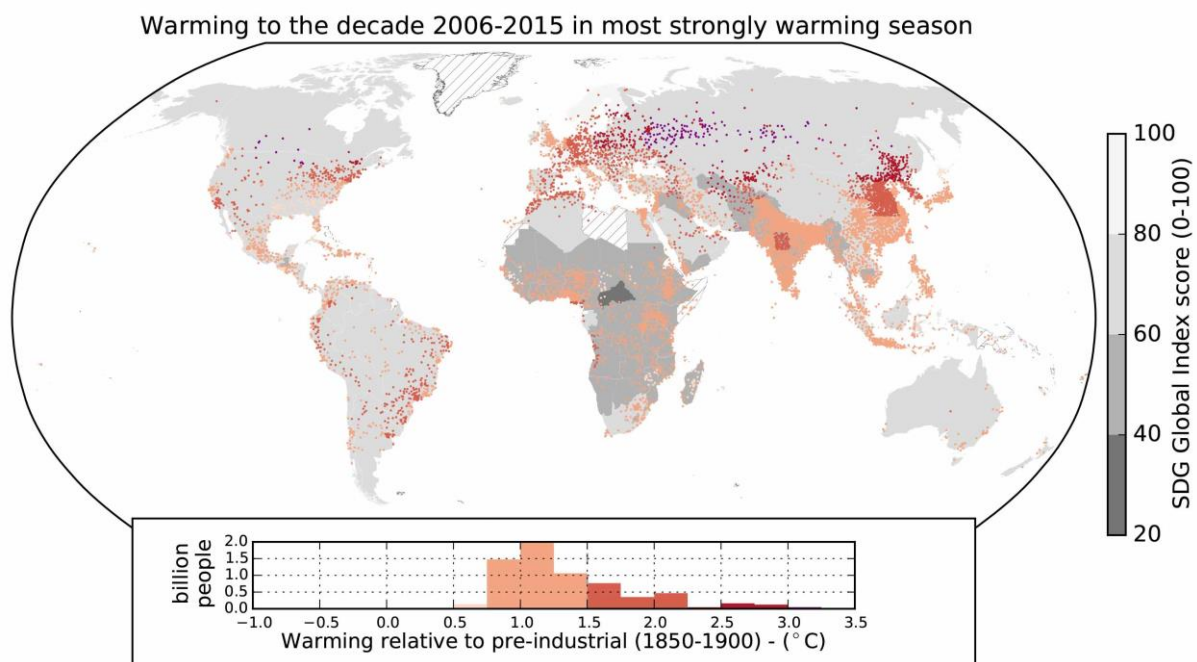 Warming to the decade 2006-2015 in most strongly warming season
100
80
60
40
20
SDG Global Index score (0-100)
billion
people
2.0
1.5
1.0
0.5
0.0
−1.0 −0.5 0.0 0.5 1.0 1.5 2.0 2.5 3.0 3.5
Warming relative to pre-industrial (1850-1900) - (°C)